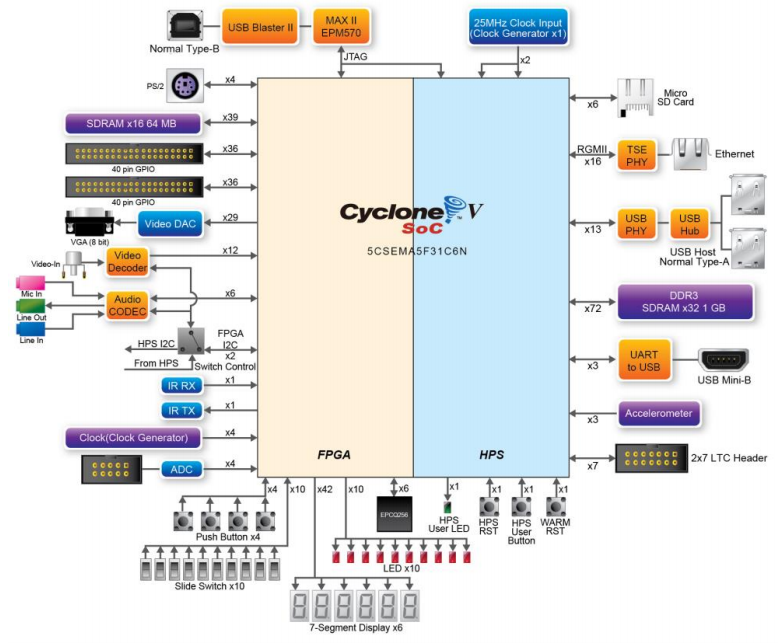 Normal Type-B
USB Blaster II
MAX II
EPM570
JTAG
25MHz Clock Input
(Clock Generator x1)
x2
PS/2
x4
SDRAM x16 64 MB
x39
x36
40 pin GPIO
x36
40 pin GPIO
Video DAC
x29
VGA (8 bit)
Video-In
Video
Decoder
x12
Mic In
Line Out
Line In
Audio
CODEC
x6
HPS I2C
From HPS
FPGA
I2C
x2
Switch Control
IR RX
x1
IR TX
x1
Clock(Clock Generator)
x4
ADC
x4
Cyclone V
SoC
TM
5CSEMA5F31C6N
FPGA
HPS
x6
Micro
SD Card
RGMII
x16
TSE
PHY
Ethernet
x13
USB
PHY
USB
Hub
USB Host
Normal Type-A
x72
DDR3
SDRAM x32 1 GB
x3
UART
to USB
USB Mini-B
x3
Accelerometer
x7
2x7 LTC Header
x4
x10
x42
x10
x6
x1
x1
x1
x1
EPCQ256
HPS
User LED
HPS
RST
HPS
User
Button
WARM
RST
Push Button x4
LED x10
Slide Switch x10
7-Segment Display x6